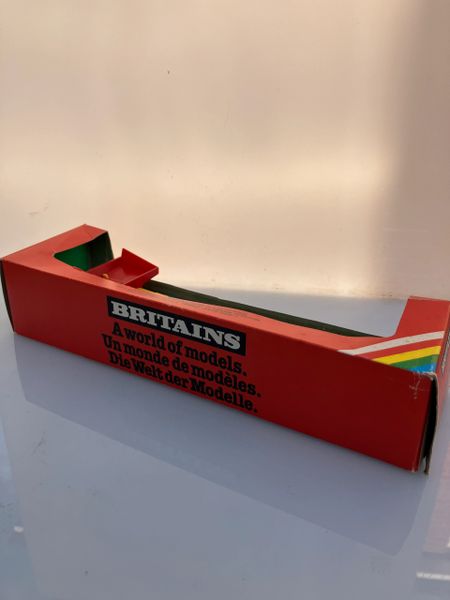 BRITAINS
A world of models.
Un monde de modèles.
Die Welt der Modelle.